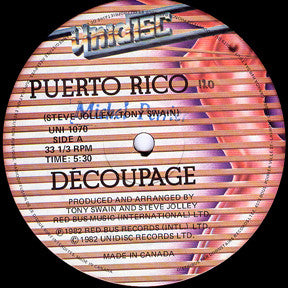 unidisc
PUERTO RICO 120
(STEVE JOLLEY/TONY SWAIN)
UNI 1070
SIDE A
33 1/3 RPM
TIME: 5:30
DÉCOUPAGE
PRODUCED AND ARRANGED BY
TONY SWAIN AND STEVE JOLLEY
RED BUS MUSIC (INTERNATIONAL) LTD.
℗ 1982 RED BUS RECORDS (INT'L) LTD.
© 1982 UNIDISC RECORDS LTD.
MADE IN CANADA